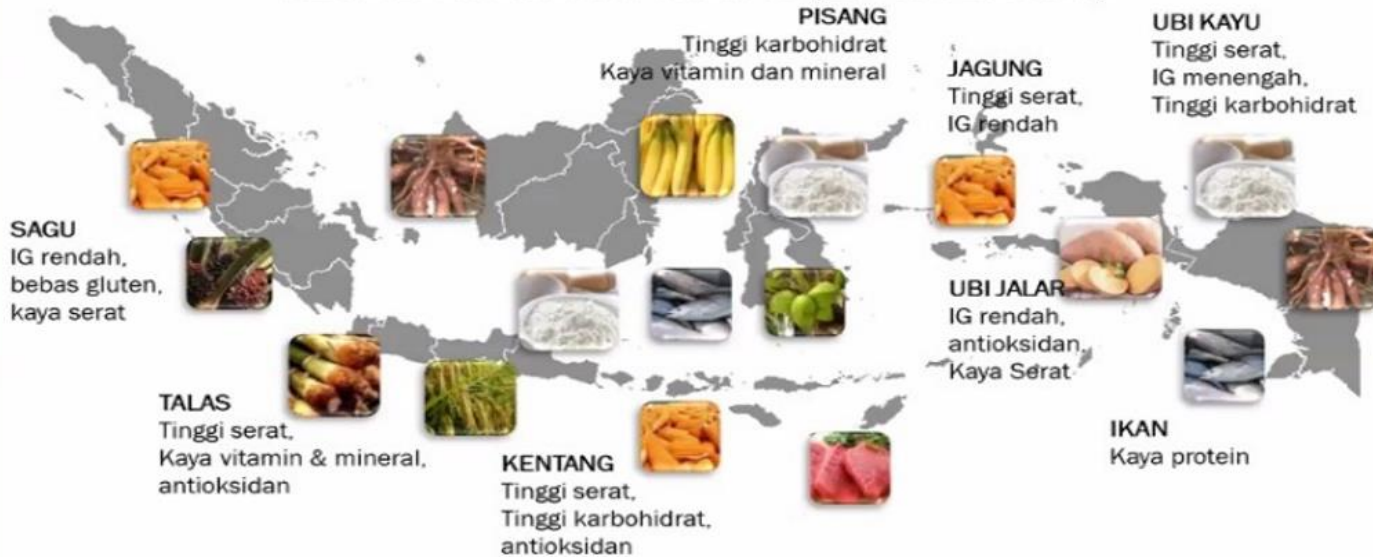 PISANG
Tinggi karbohidrat
Kaya vitamin dan mineral
UBI KAYU
Tinggi serat,
IG menengah,
Tinggi karbohidrat
JAGUNG
Tinggi serat,
IG rendah
SAGU
IG rendah,
bebas gluten,
kaya serat
UBI JALAR
IG rendah,
antioksidan,
Kaya Serat
TALAS
Tinggi serat,
Kaya vitamin & mineral,
antioksidan
KENTANG
Tinggi serat,
Tinggi karbohidrat,
antioksidan
IKAN
Kaya protein